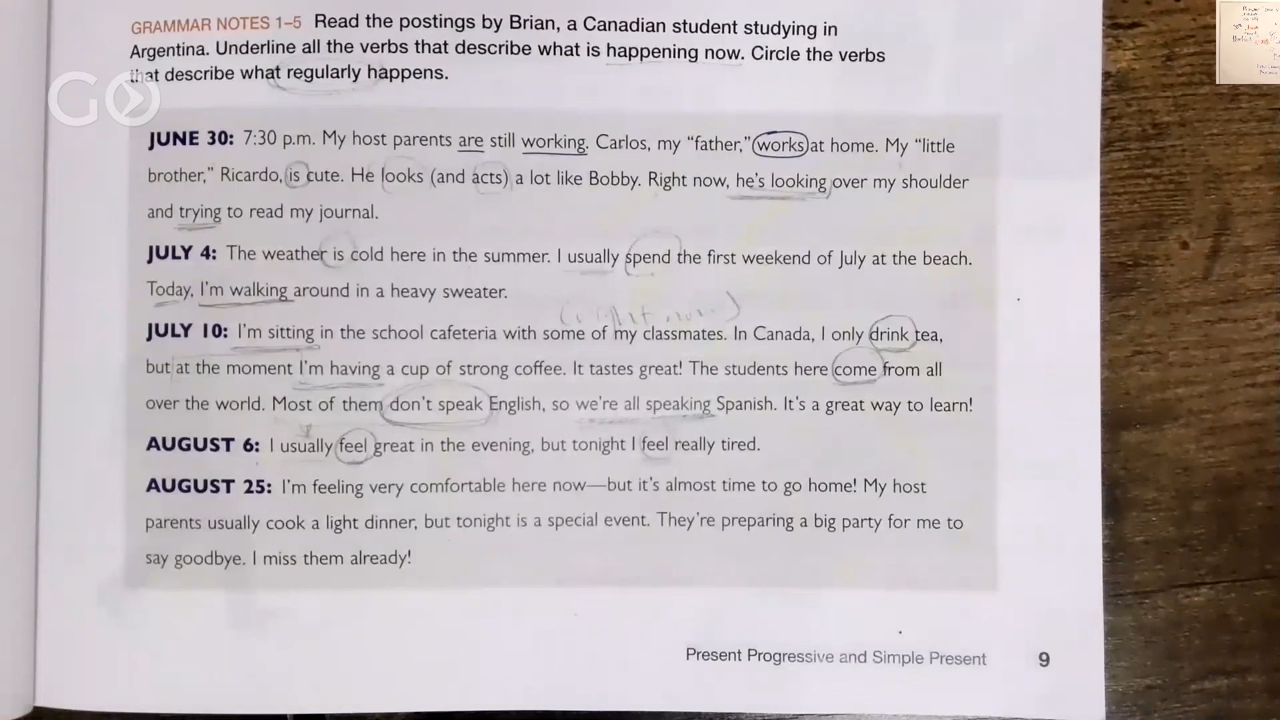 GRAMMAR NOTES 1–5 Read the postings by Brian, a Canadian student studying in
Argentina. Underline all the verbs that describe what is happening now. Circle the verbs
that describe what regularly happens.
GO
JUNE 30: 7:30 p.m. My host parents are still working. Carlos, my “father,” works at home. My “little
brother,” Ricardo, is cute. He looks (and acts) a lot like Bobby. Right now, he’s looking over my shoulder
and trying to read my journal.
JULY 4: The weather is cold here in the summer. I usually spend the first weekend of July at the beach.
Today, I’m walking around in a heavy sweater.
(right now)
JULY 10: I’m sitting in the school cafeteria with some of my classmates. In Canada, I only drink tea,
but at the moment I’m having a cup of strong coffee. It tastes great! The students here come from all
over the world. Most of them don’t speak English, so we’re all speaking Spanish. It’s a great way to learn!
AUGUST 6: I usually feel great in the evening, but tonight I feel really tired.
AUGUST 25: I’m feeling very comfortable here now—but it’s almost time to go home! My host
parents usually cook a light dinner, but tonight is a special event. They’re preparing a big party for me to
say goodbye. I miss them already!
Present Progressive and Simple Present 9